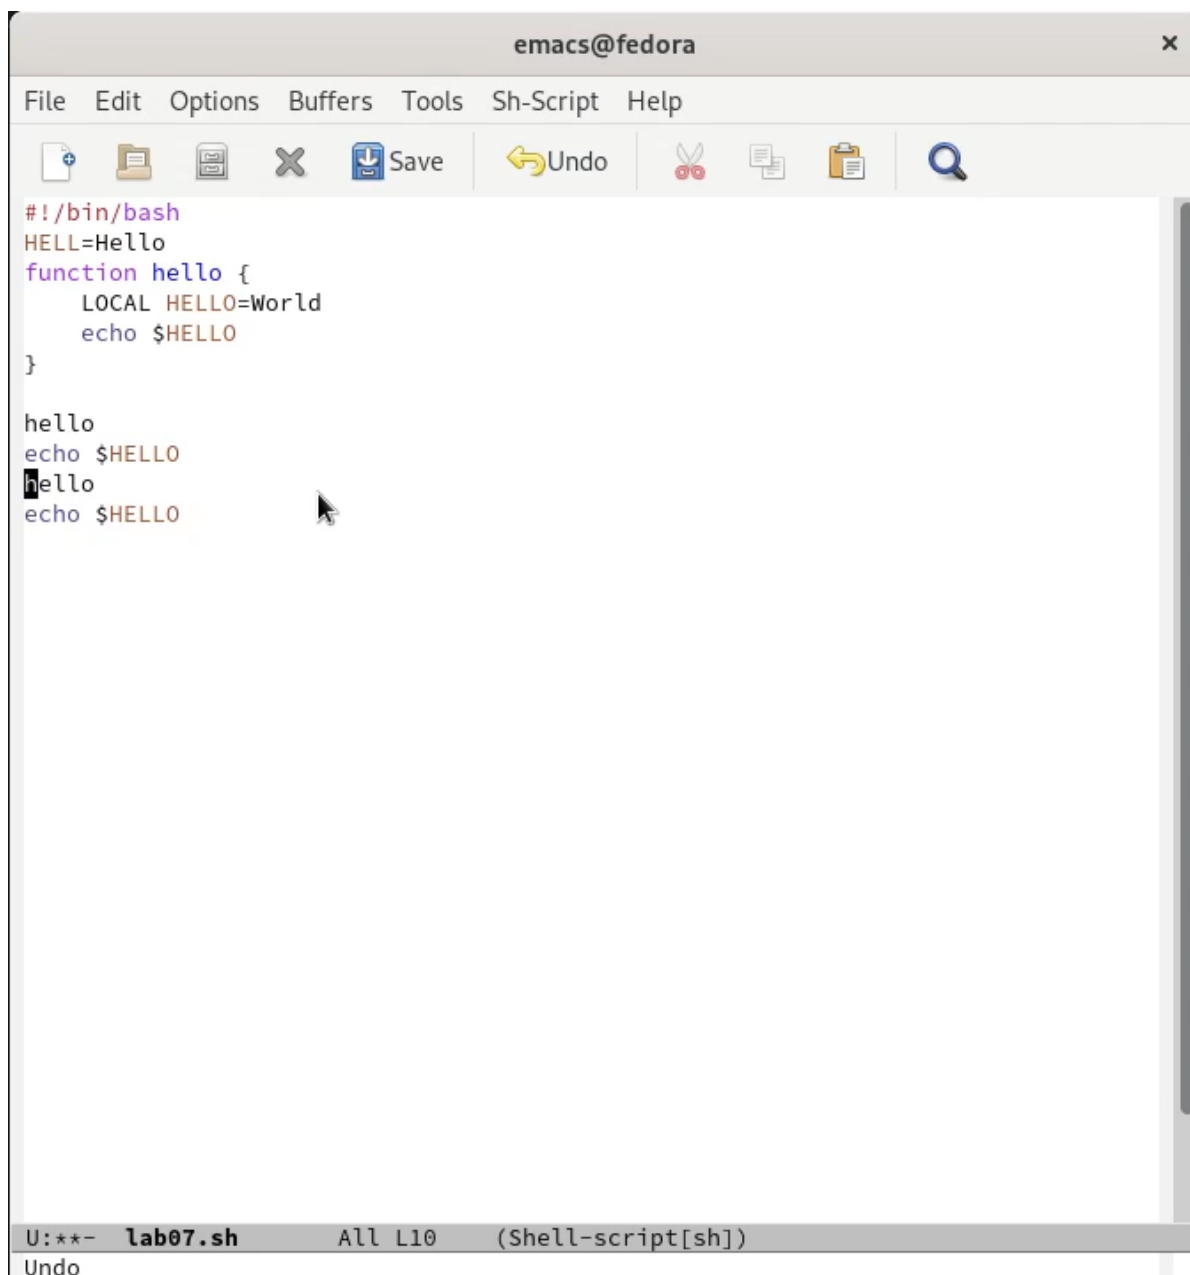 emacs@fedora
File Edit Options Buffers Tools Sh-Script Help
Save Undo
#!/bin/bash
HELL=Hello
function hello {
    LOCAL HELLO=World
    echo $HELLO
}
hello
echo $HELLO
hello
echo $HELLO
U:**-  lab07.sh       All L10    (Shell-script[sh])
Undo